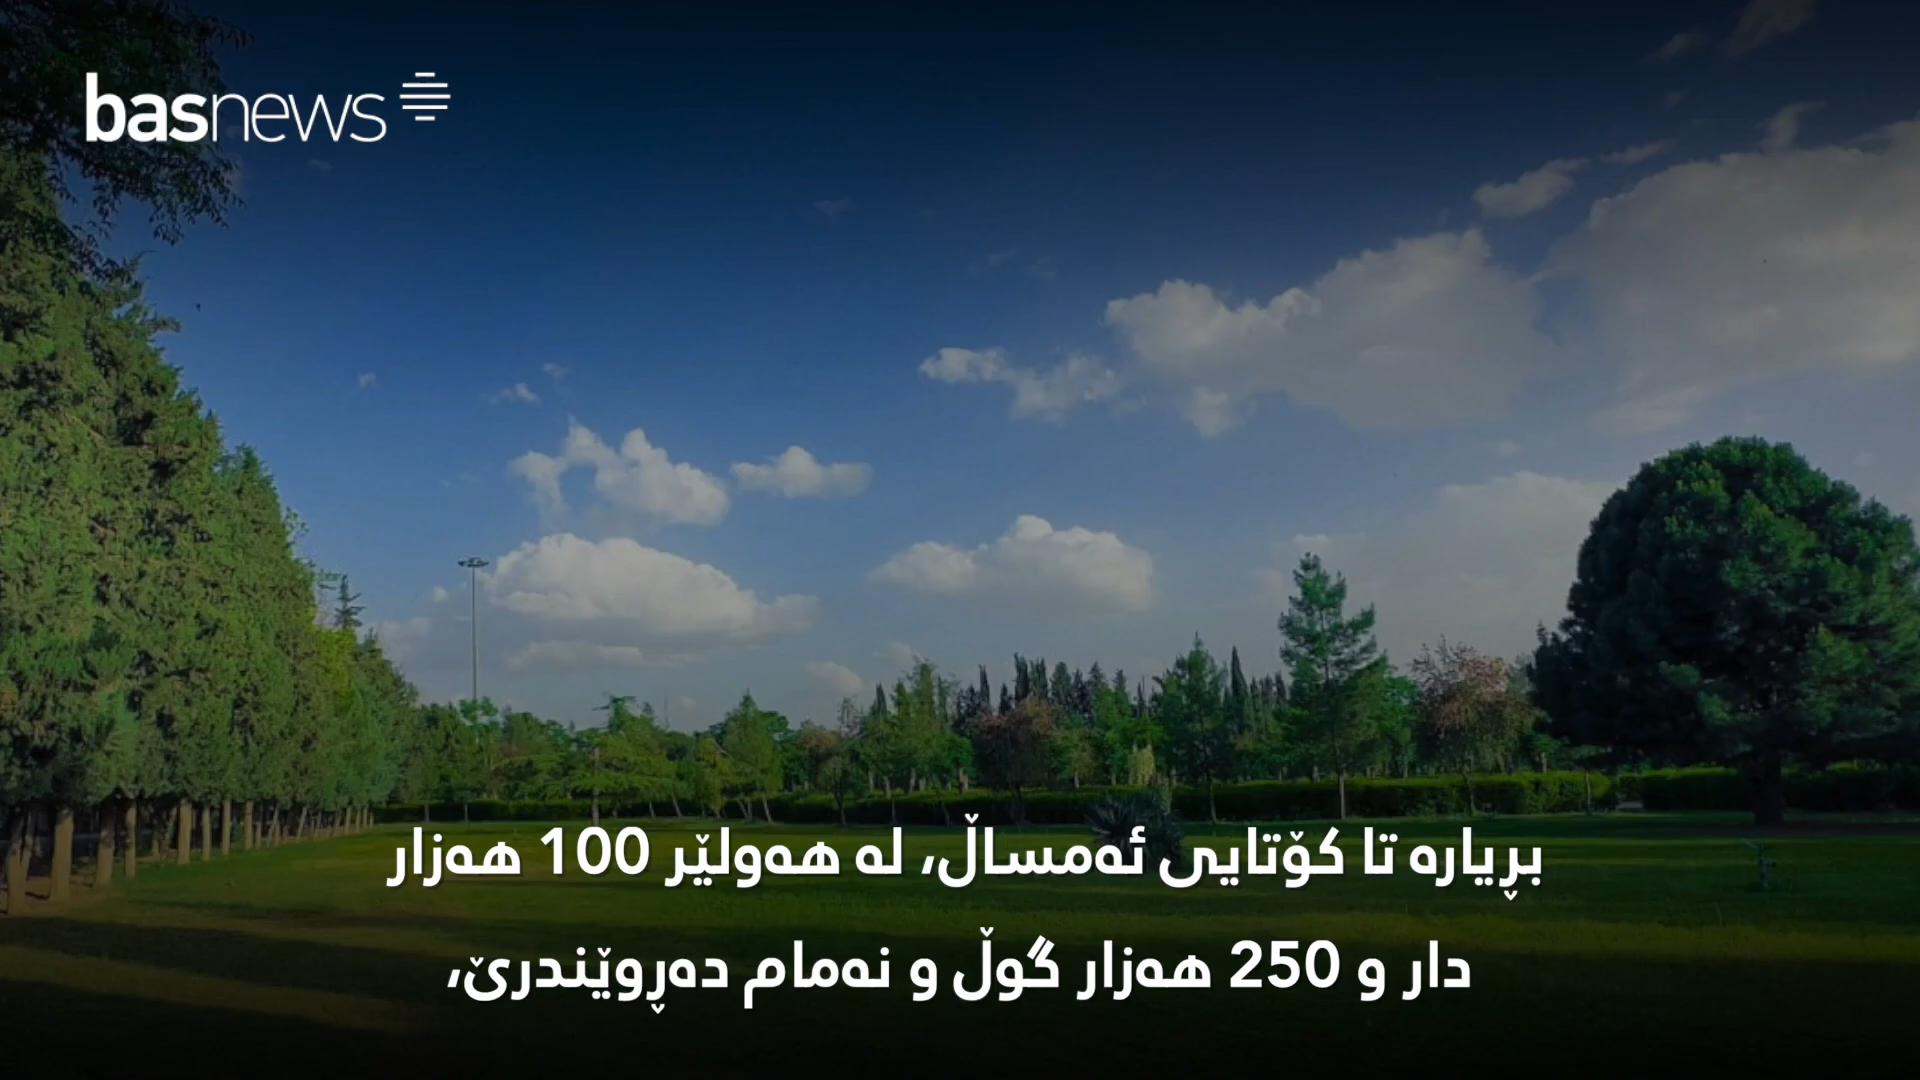 basnews
بڕیارە تا کۆتایی ئەمساڵ، لە هەولێر 100 هەزار
دار و 250 هەزار گوڵ و نەمام دەڕوێندرێ،